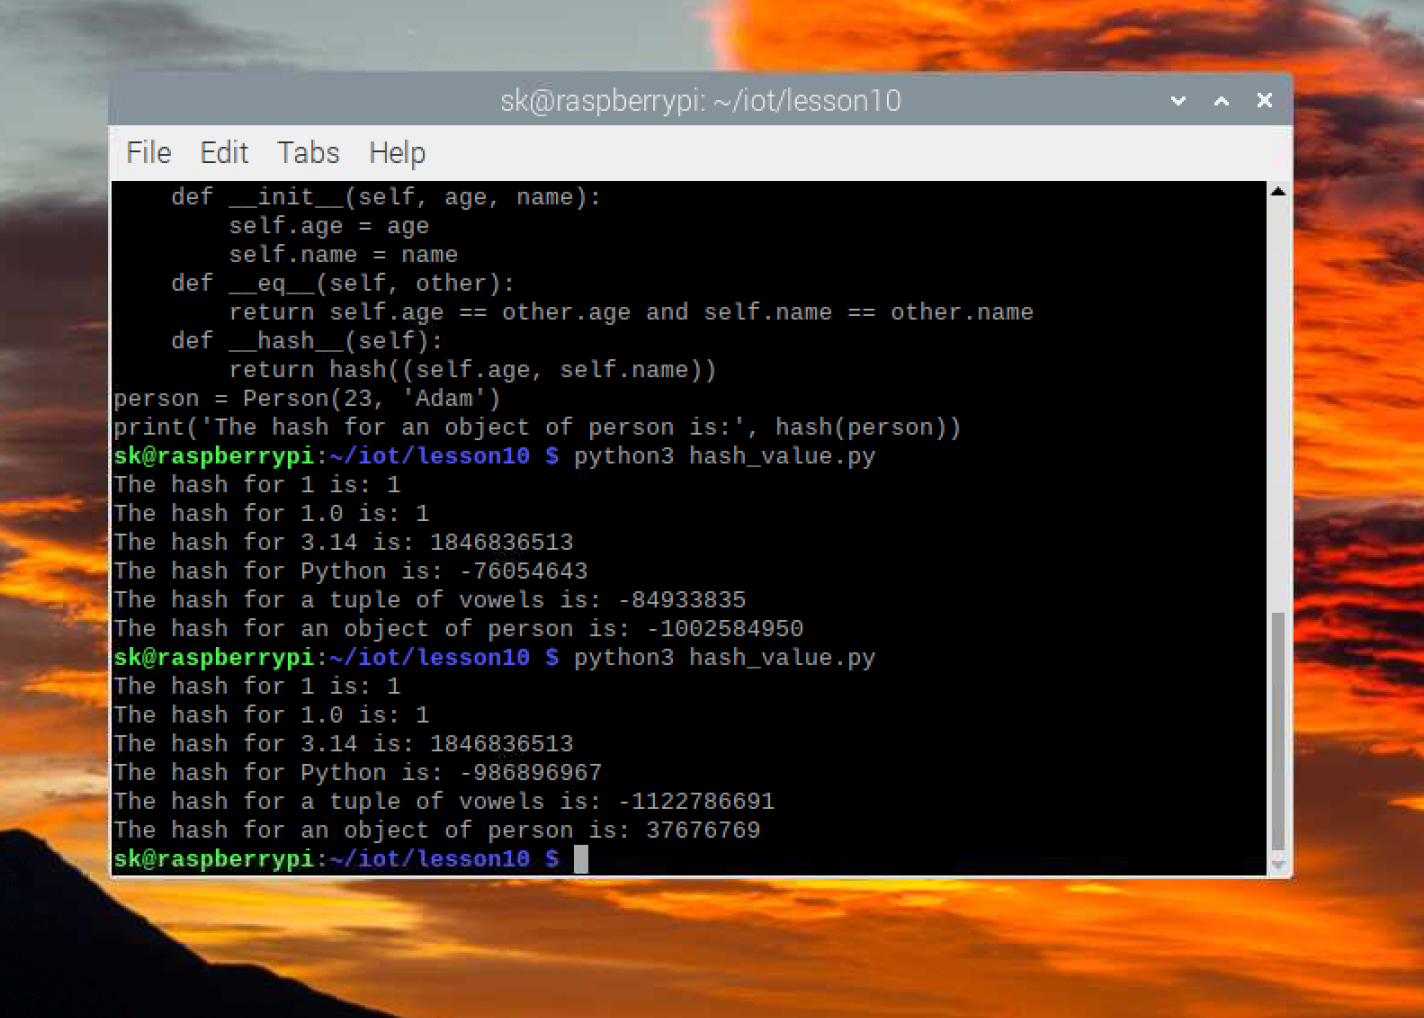 sk@raspberrypi: ~/iot/lesson10
File Edit Tabs Help
    def __init__(self, age, name):
        self.age = age
        self.name = name
    def __eq__(self, other):
        return self.age == other.age and self.name == other.name
    def __hash__(self):
        return hash((self.age, self.name))
person = Person(23, 'Adam')
print('The hash for an object of person is:', hash(person))
sk@raspberrypi:~/iot/lesson10 $ python3 hash_value.py
The hash for 1 is: 1
The hash for 1.0 is: 1
The hash for 3.14 is: 1846836513
The hash for Python is: -76054643
The hash for a tuple of vowels is: -84933835
The hash for an object of person is: -1002584950
sk@raspberrypi:~/iot/lesson10 $ python3 hash_value.py
The hash for 1 is: 1
The hash for 1.0 is: 1
The hash for 3.14 is: 1846836513
The hash for Python is: -986896967
The hash for a tuple of vowels is: -1122786691
The hash for an object of person is: 37676769
sk@raspberrypi:~/iot/lesson10 $